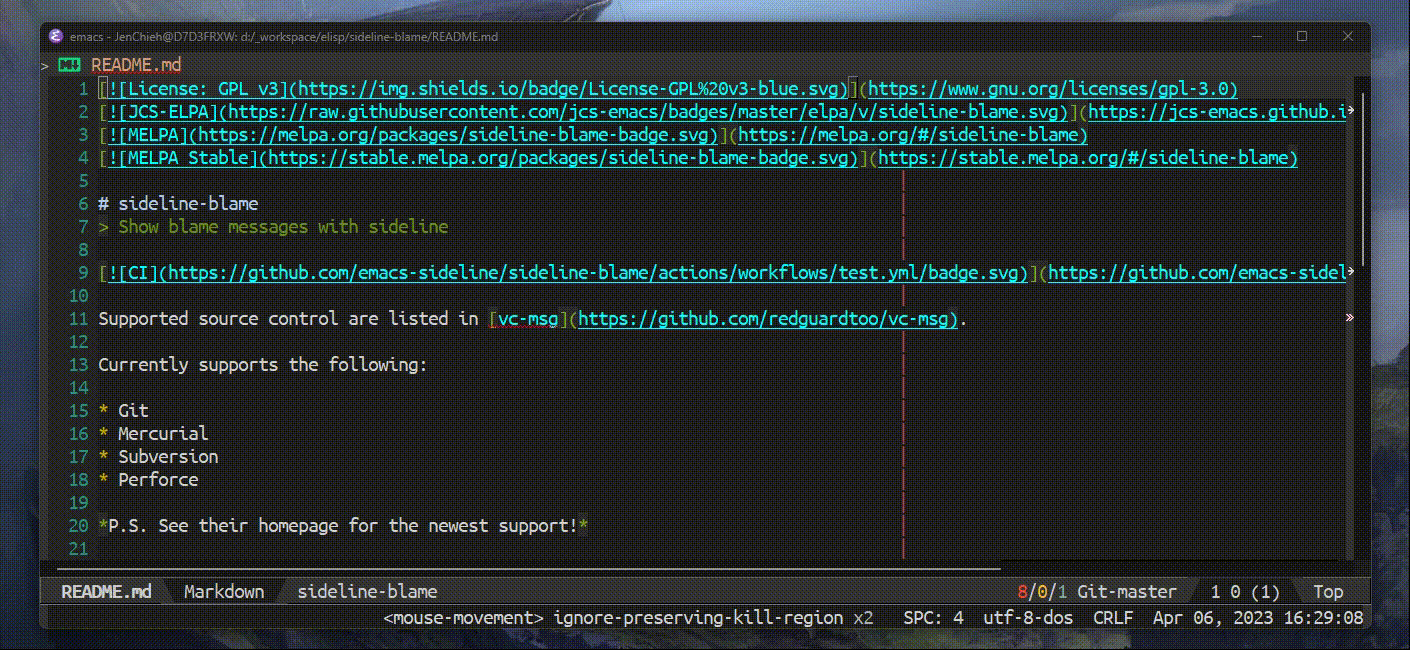 emacs - JenChieh@D7D3FRXW: d:/_workspace/elisp/sideline-blame/README.md
> README.md
1 [![License: GPL v3](https://img.shields.io/badge/License-GPL%20v3-blue.svg)](https://www.gnu.org/licenses/gpl-3.0)
2 [![JCS-ELPA](https://raw.githubusercontent.com/jcs-emacs/badges/master/elpa/v/sideline-blame.svg)](https://jcs-emacs.github.i
3 [![MELPA](https://melpa.org/packages/sideline-blame-badge.svg)](https://melpa.org/#/sideline-blame)
4 [![MELPA Stable](https://stable.melpa.org/packages/sideline-blame-badge.svg)](https://stable.melpa.org/#/sideline-blame)
5
6 # sideline-blame
7 > Show blame messages with sideline
8
9 [![CI](https://github.com/emacs-sideline/sideline-blame/actions/workflows/test.yml/badge.svg)](https://github.com/emacs-sidel
10
11 Supported source control are listed in [vc-msg](https://github.com/redguardtoo/vc-msg). »
12
13 Currently supports the following:
14
15 * Git
16 * Mercurial
17 * Subversion
18 * Perforce
19
20 *P.S. See their homepage for the newest support!*
21
README.md Markdown sideline-blame 8/0/1 Git-master 1 0 (1) Top
<mouse-movement> ignore-preserving-kill-region x2 SPC: 4 utf-8-dos CRLF Apr 06, 2023 16:29:08